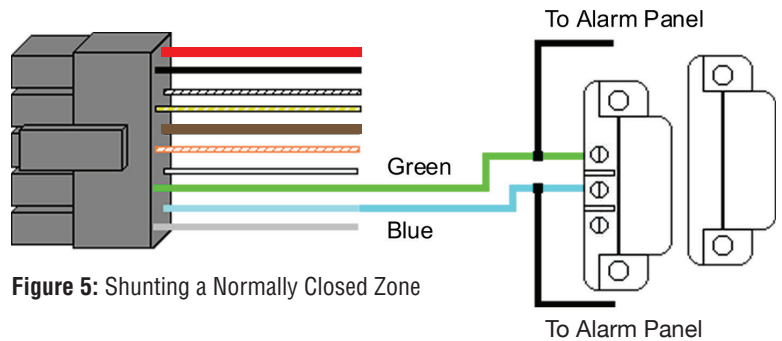 To Alarm Panel
Green
Blue
Figure 5: Shunting a Normally Closed Zone
To Alarm Panel